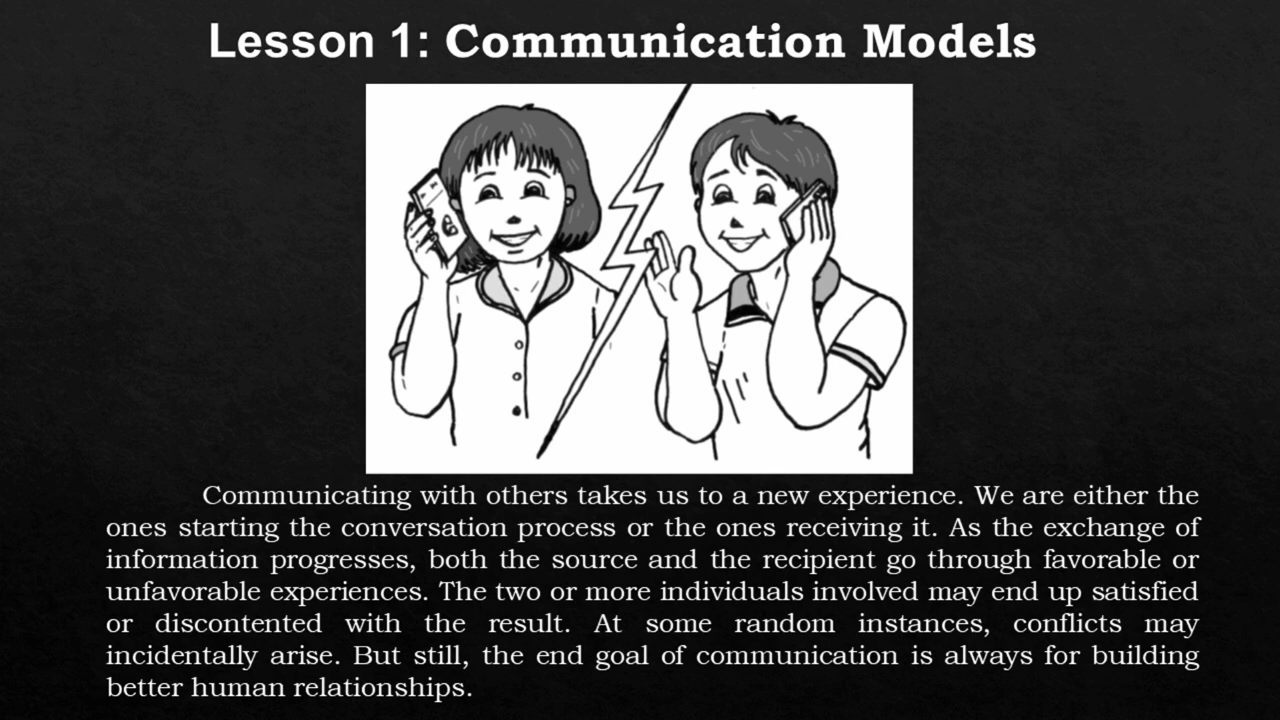 Lesson 1: Communication Models
Communicating with others takes us to a new experience. We are either the
ones starting the conversation process or the ones receiving it. As the exchange of
information progresses, both the source and the recipient go through favorable or
unfavorable experiences. The two or more individuals involved may end up satisfied
or discontented with the result. At some random instances, conflicts may
incidentally arise. But still, the end goal of communication is always for building
better human relationships.